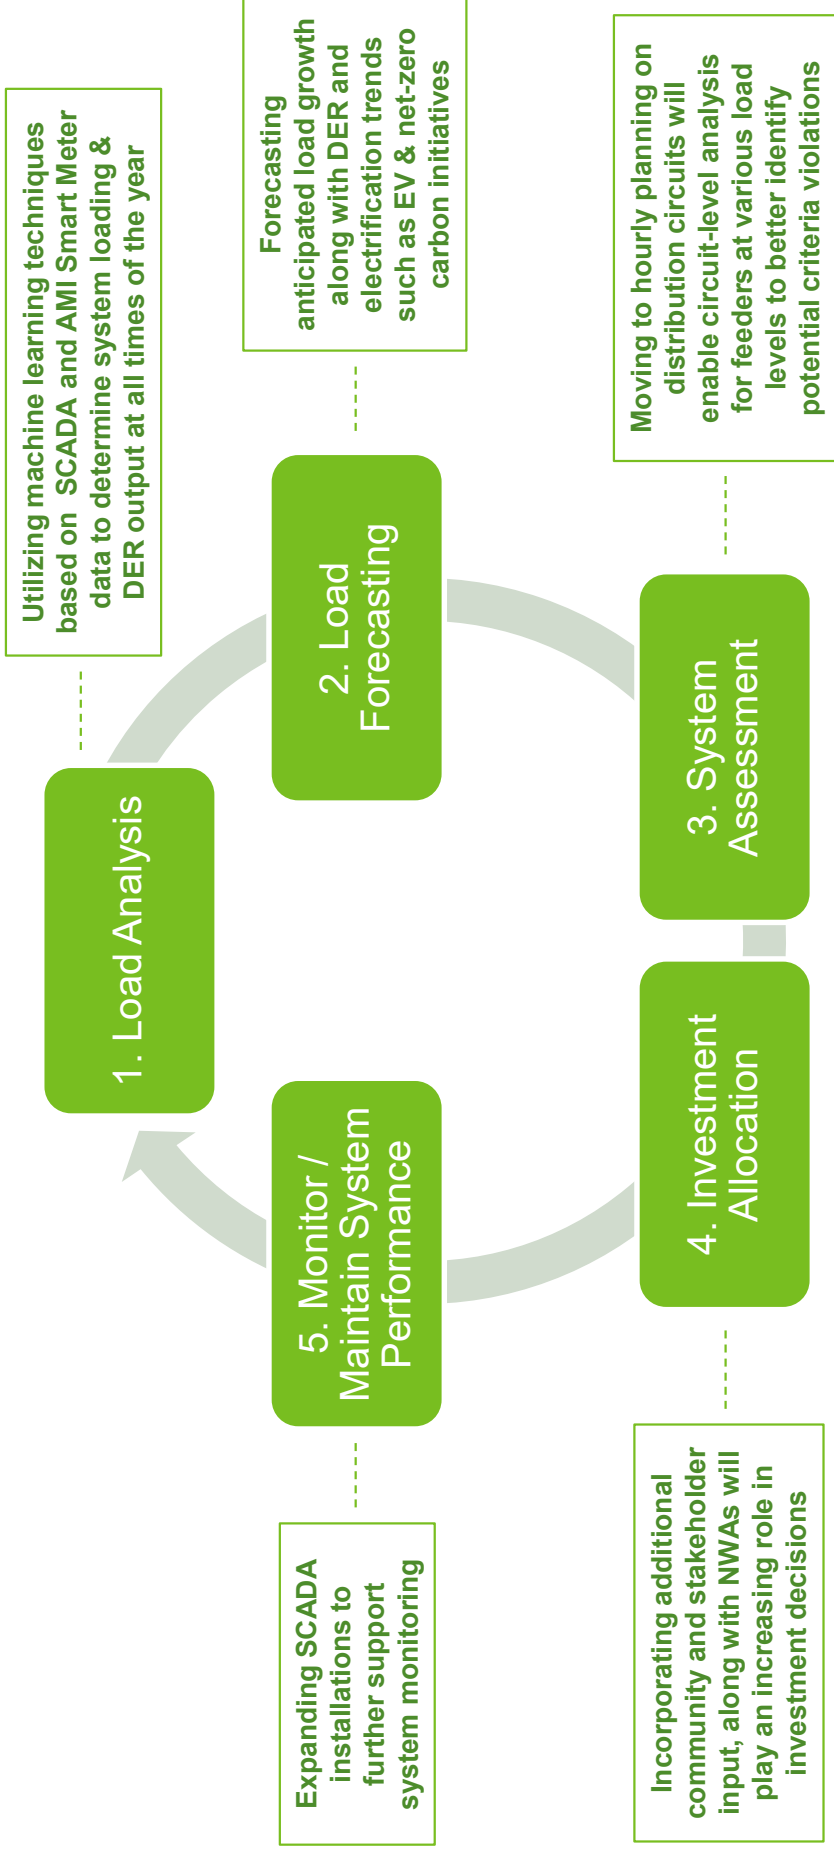 1. Load Analysis
Utilizing machine learning techniques
based on SCADA and AMI Smart Meter
data to determine system loading &
DER output at all times of the year
2. Load
Forecasting
Forecasting
anticipated load growth
along with DER and
electrification trends
such as EV & net-zero
carbon initiatives
3. System
Assessment
Moving to hourly planning on
distribution circuits will
enable circuit-level analysis
for feeders at various load
levels to better identify
potential criteria violations
4. Investment
Allocation
Incorporating additional
community and stakeholder
input, along with NWAs will
play an increasing role in
investment decisions
5. Monitor /
Maintain System
Performance
Expanding SCADA
installations to
further support
system monitoring